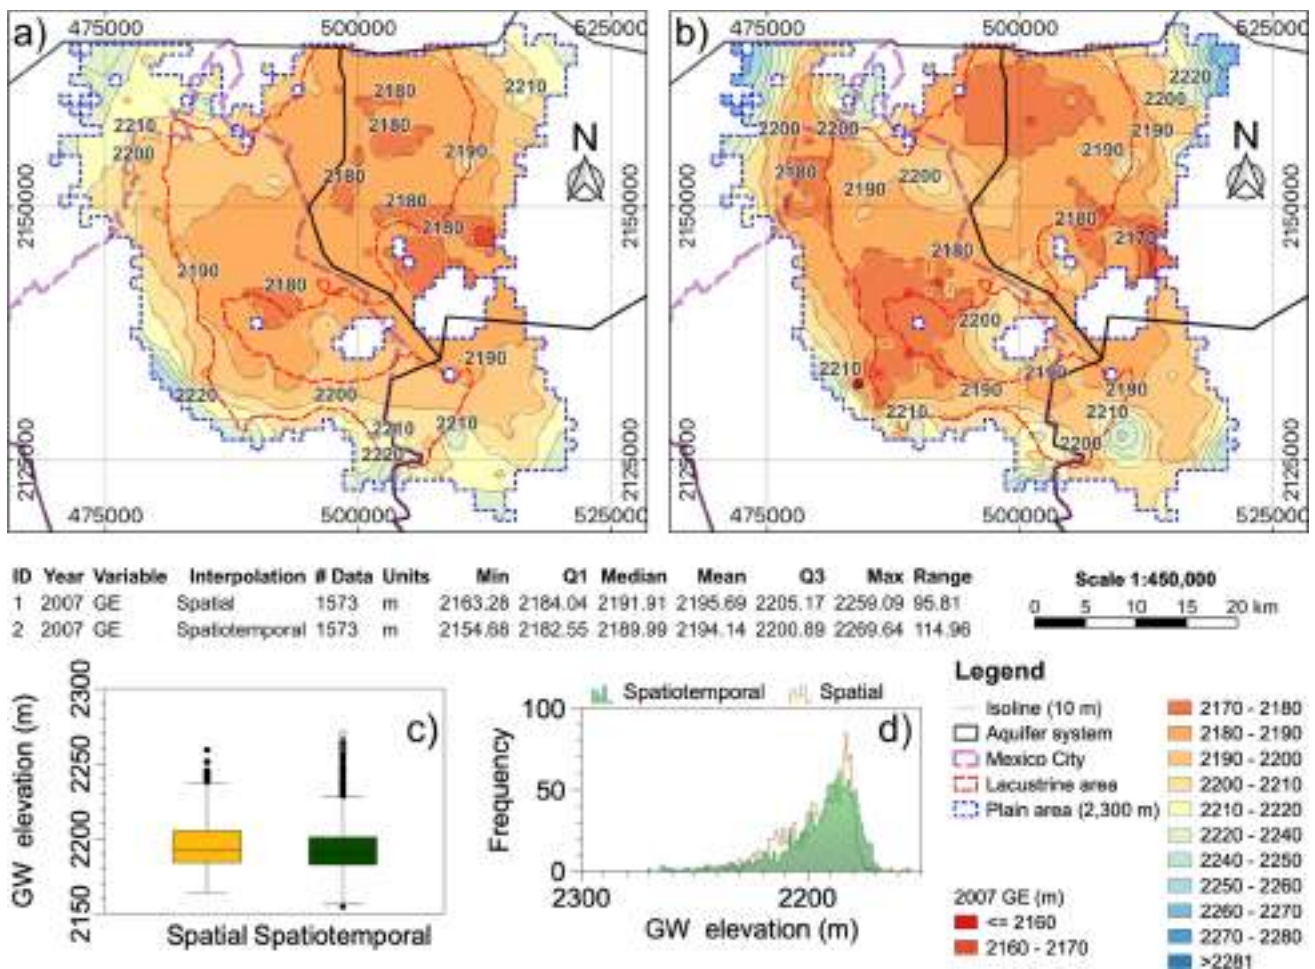 a)
475000 500000 525000
2180
2210
2180
2210
2200
2190
2180
2180
2180
2190
2180
2190
2220
2200
2210
2210
2220
N
2150000
2125000
475000 500000 525000
b)
475000 500000 525000
2220
2200
2200 2200
2190
2190
2180
2190
2200
2180
2170
2180
2200
2210
2190
2190
2190
2210
2210
2200
N
2150000
2125000
475000 500000 525000
ID Year Variable Interpolation # Data Units Min Q1 Median Mean Q3 Max Range
1 2007 GE Spatial 1573 m 2163.28 2184.04 2191.91 2195.69 2205.17 2259.09 95.81
2 2007 GE Spatiotemporal 1573 m 2154.68 2182.55 2189.99 2194.14 2200.89 2269.64 114.96
Scale 1:450,000
0 5 10 15 20 km
c)
GW elevation (m)
2300
2250
2200
2150
Spatial Spatiotemporal
Spatiotemporal Spatial
d)
Frequency
100
50
0
2300 2200
GW elevation (m)
Legend
Isoline (10 m)
Aquifer system
Mexico City
Lacustrine area
Plain area (2,300 m)
2007 GE (m)
<= 2160
2160 - 2170
2170 - 2180
2180 - 2190
2190 - 2200
2200 - 2210
2210 - 2220
2220 - 2240
2240 - 2250
2250 - 2260
2260 - 2270
2270 - 2280
>2281